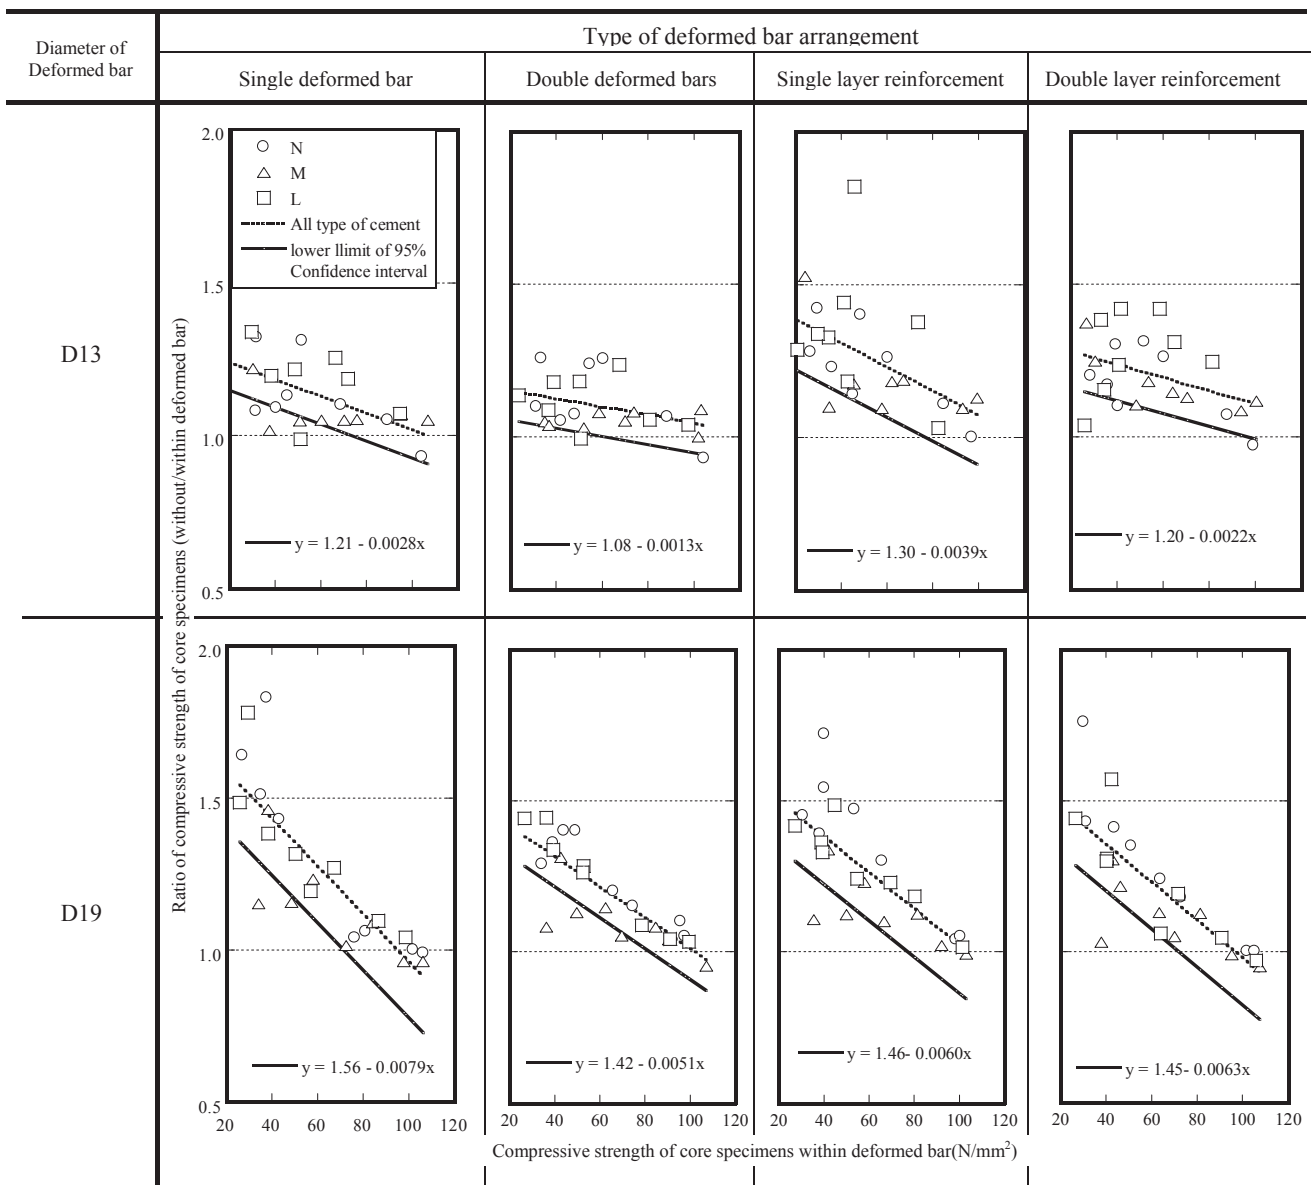 Diameter of
Deformed bar
Type of deformed bar arrangement
Single deformed bar
Double deformed bars
Single layer reinforcement
Double layer reinforcement
Ratio of compressive strength of core specimens (without/within deformed bar)
D13
2.0
1.5
1.0
0.5
N
M
L
All type of cement
lower llimit of 95%
Confidence interval
y = 1.21 - 0.0028x
y = 1.08 - 0.0013x
y = 1.30 - 0.0039x
y = 1.20 - 0.0022x
D19
2.0
1.5
1.0
0.5
y = 1.56 - 0.0079x
y = 1.42 - 0.0051x
y = 1.46- 0.0060x
y = 1.45- 0.0063x
20 40 60 80 100 120
20 40 60 80 100 120
20 40 60 80 100 120
20 40 60 80 100 120
Compressive strength of core specimens within deformed bar(N/mm²)